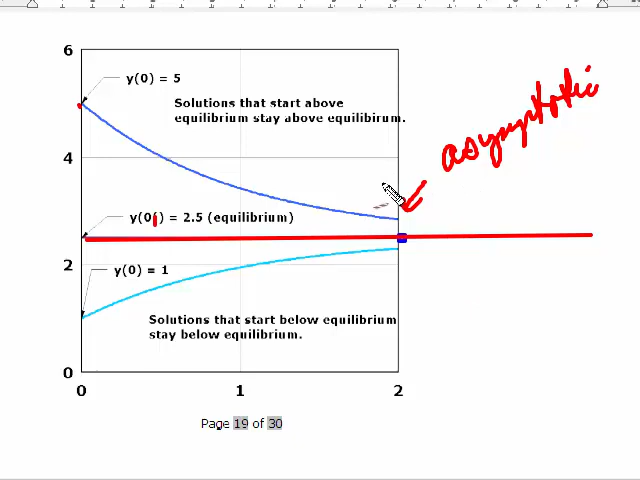 6
y(0) = 5
Solutions that start above
equilibrium stay above equilibirum.
asymptotic
4
y(0) = 2.5 (equilibrium)
2
y(0) = 1
Solutions that start below equilibrium
stay below equilibrium.
0
0 1 2
Page 19 of 30